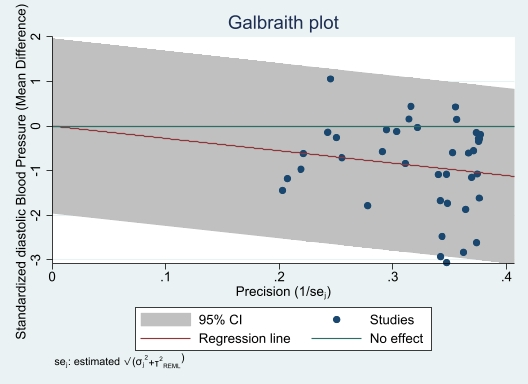 Galbraith plot
Standardized diastolic Blood Pressure (Mean Difference)
2
1
0
-1
-2
-3
0
.1
.2
.3
.4
Precision (1/sej)
95% CI
Studies
Regression line
No effect
sej: estimated √(σj²+τ²REML)